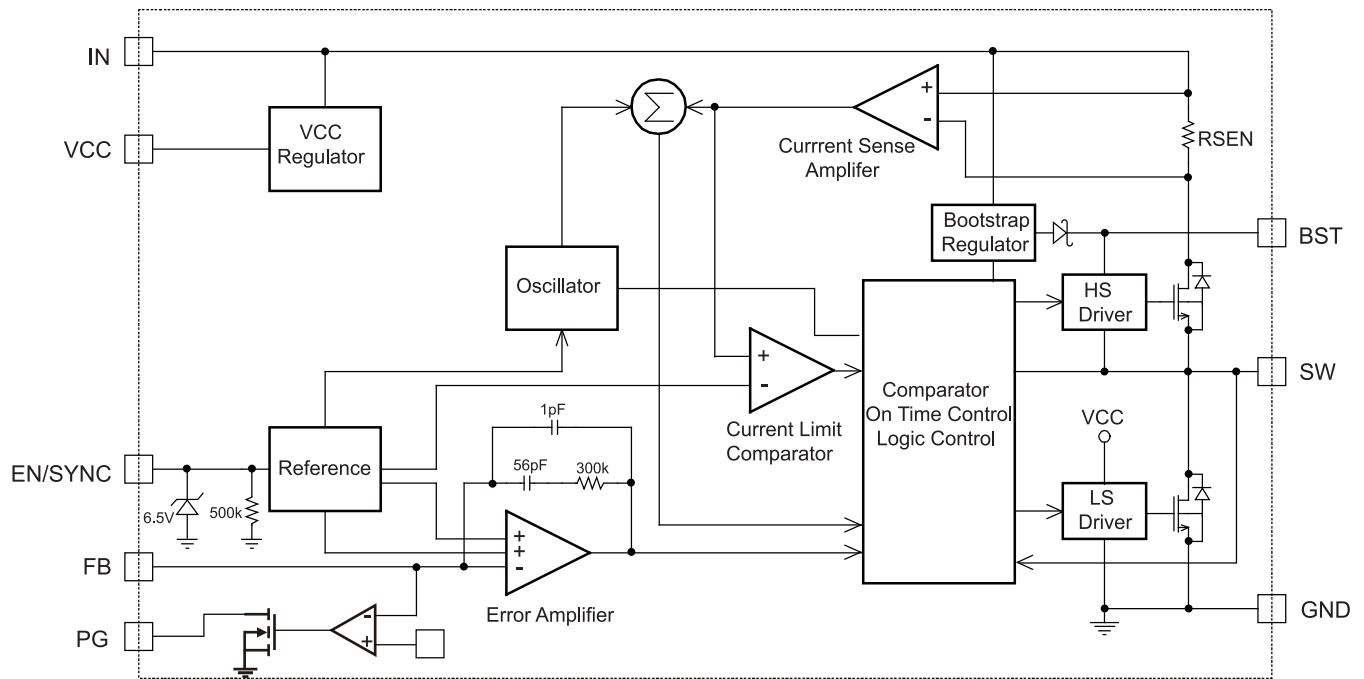 IN
VCC
VCC
Regulator
Σ
+
-
Currrent Sense
Amplifer
RSEN
Bootstrap
Regulator
BST
Oscillator
HS
Driver
+
-
Current Limit
Comparator
Comparator
On Time Control
Logic Control
SW
VCC
1pF
56pF
300k
EN/SYNC
Reference
6.5V
500k
LS
Driver
+
+
-
Error Amplifier
FB
PG
-
+
GND